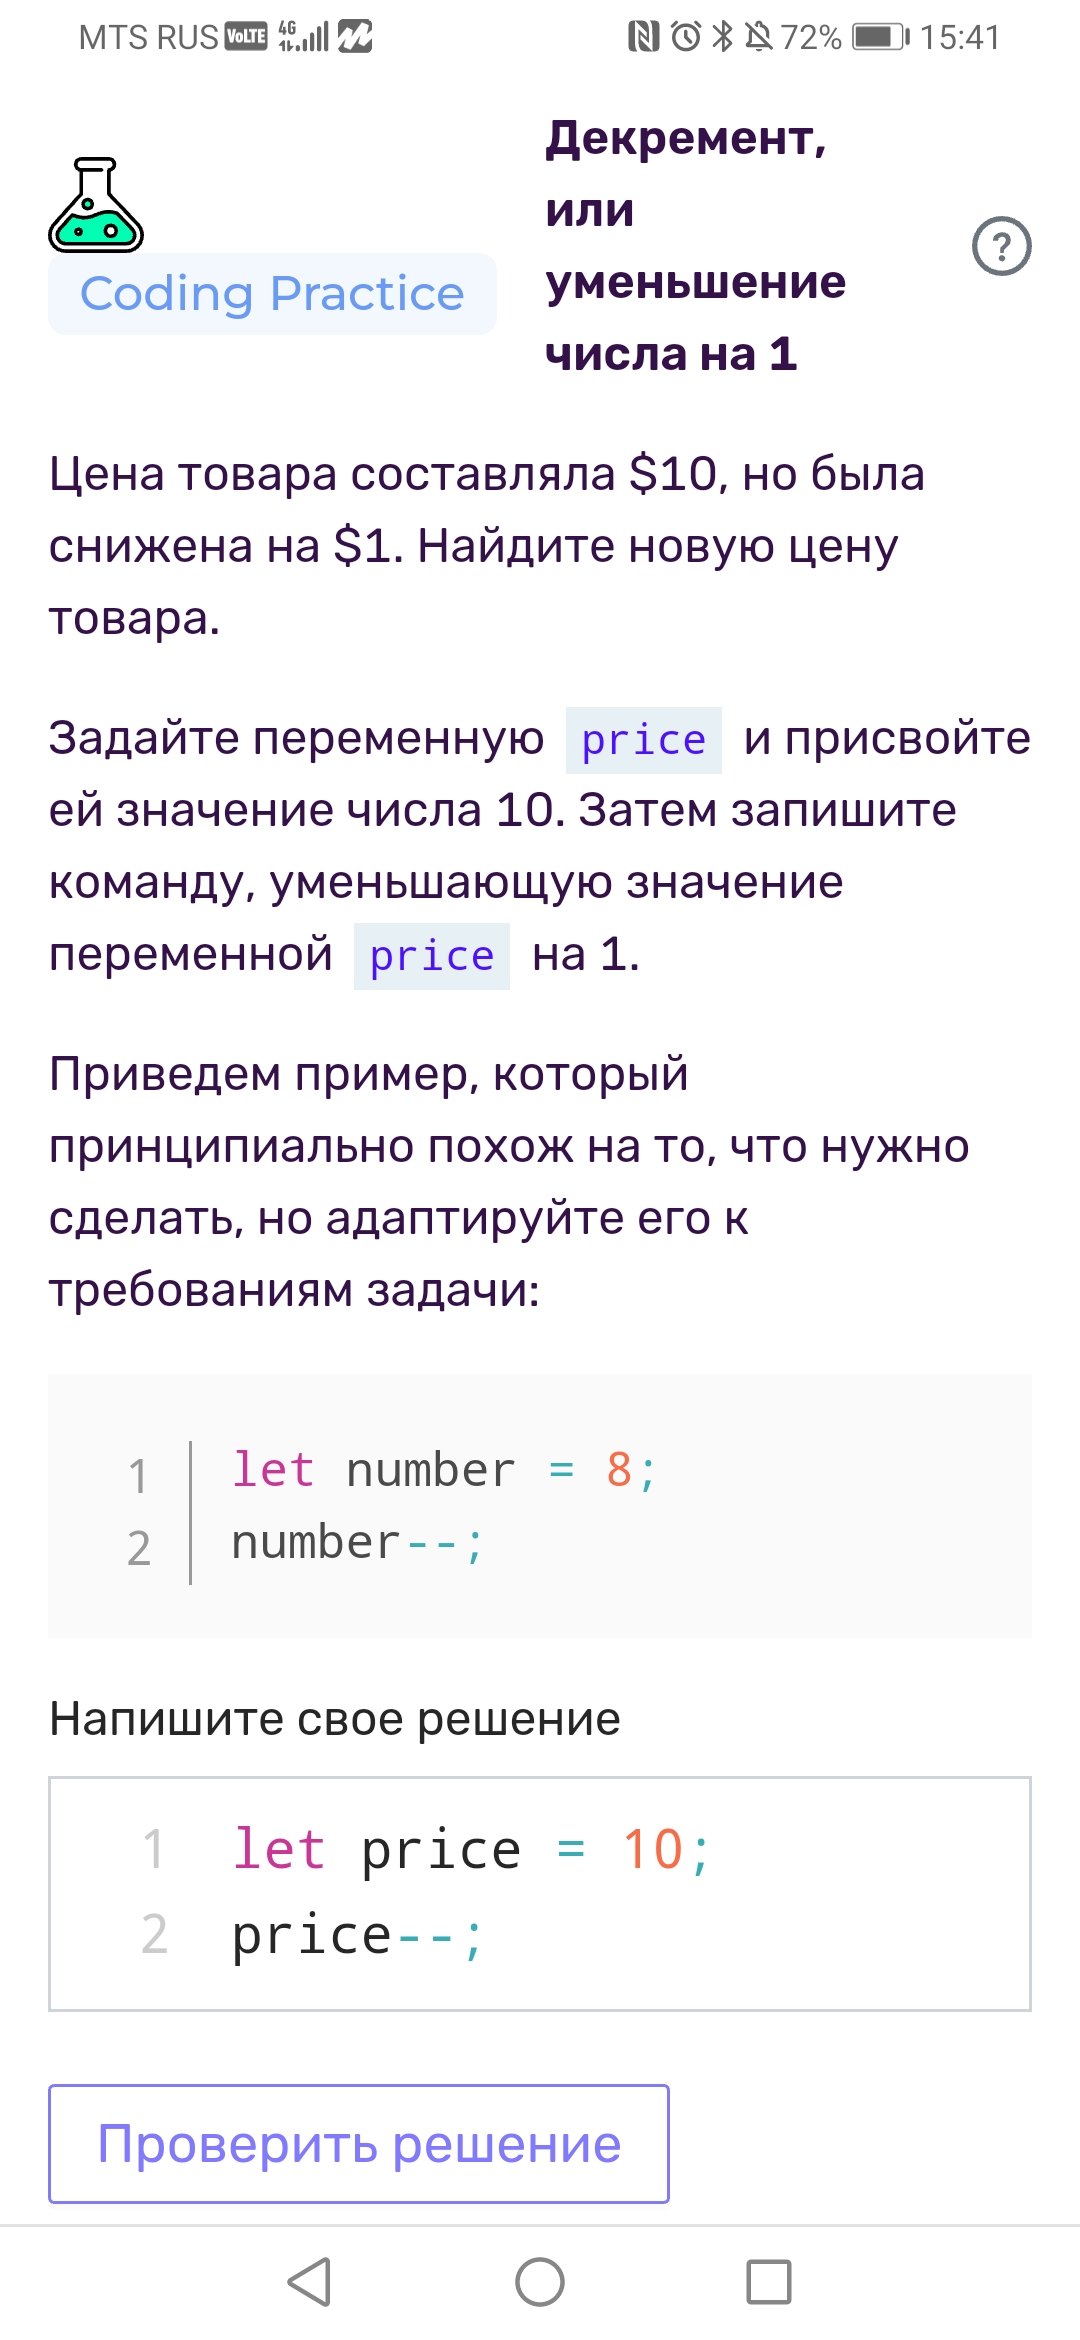 MTS RUS VoLTE 4G 72% 15:41
Coding Practice
Декремент,
или
уменьшение
числа на 1
?
Цена товара составляла $10, но была
снижена на $1. Найдите новую цену
товара.
Задайте переменную price и присвойте
ей значение числа 10. Затем запишите
команду, уменьшающую значение
переменной price на 1.
Приведем пример, который
принципиально похож на то, что нужно
сделать, но адаптируйте его к
требованиям задачи:
1 let number = 8;
2 number--;
Напишите свое решение
1 let price = 10;
2 price--;
Проверить решение